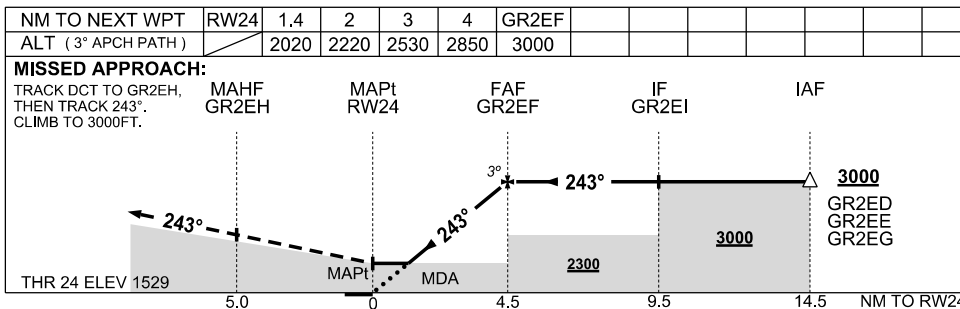 NM TO NEXT WPT RW24 1.4 2 3 4 GR2EF
ALT ( 3° APCH PATH ) 2020 2220 2530 2850 3000
MISSED APPROACH:
TRACK DCT TO GR2EH,
THEN TRACK 243°.
CLIMB TO 3000FT.
MAHF
GR2EH
MAPt
RW24
FAF
GR2EF
IF
GR2EI
IAF
3°
243°
3000
GR2ED
GR2EE
GR2EG
243°
243°
3000
2300
MAPt
MDA
THR 24 ELEV 1529
5.0 0 4.5 9.5 14.5 NM TO RW24